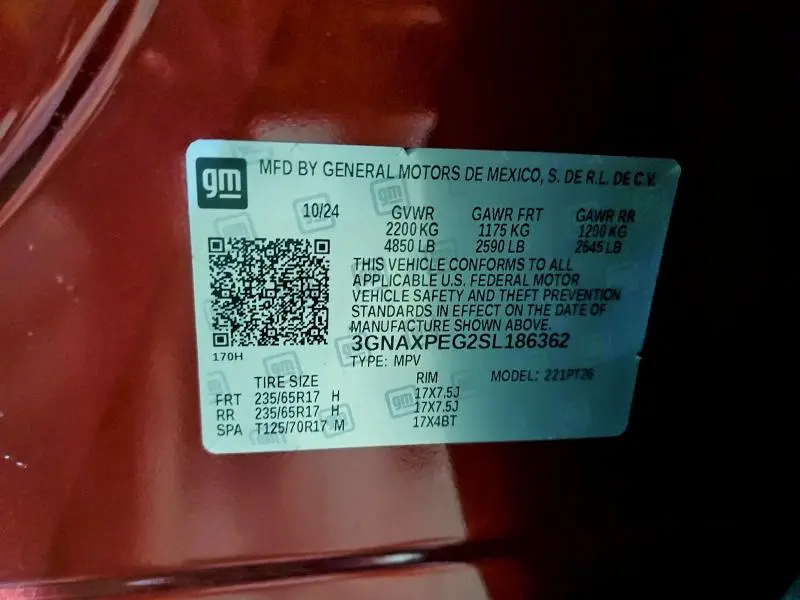 gm MFD BY GENERAL MOTORS DE MEXICO, S. DE R.L. DE C.V.
10/24 GVWR GAWR FRT GAWR RR
2200 KG 1175 KG 1200 KG
4850 LB 2590 LB 2645 LB
THIS VEHICLE CONFORMS TO ALL
APPLICABLE U.S. FEDERAL MOTOR
VEHICLE SAFETY AND THEFT PREVENTION
STANDARDS IN EFFECT ON THE DATE OF
MANUFACTURE SHOWN ABOVE.
3GNAXPEG2SL186362
170H
TYPE: MPV
TIRE SIZE RIM MODEL: 221PT26
FRT 235/65R17 H 17X7.5J
RR 235/65R17 H 17X7.5J
SPA T125/70R17 M 17X4BT